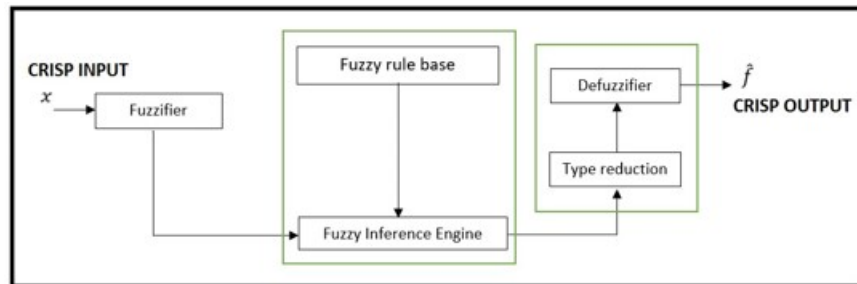 CRISP INPUT
x
Fuzzifier
Fuzzy rule base
Fuzzy Inference Engine
Type reduction
Defuzzifier
f̂
CRISP OUTPUT